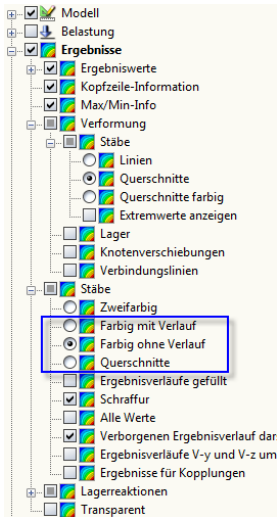 Modell
Belastung
Ergebnisse
Ergebniswerte
Kopfzeile-Information
Max/Min-Info
Verformung
Stäbe
Linien
Querschnitte
Querschnitte farbig
Extremwerte anzeigen
Lager
Knotenverschiebungen
Verbindungslinien
Stäbe
Zweifarbig
Farbig mit Verlauf
Farbig ohne Verlauf
Querschnitte
Ergebnisverläufe gefüllt
Schraffur
Alle Werte
Verborgenen Ergebnisverlauf dars
Ergebnisverläufe V-y und V-z um
Ergebnisse für Kopplungen
Lagerreaktionen
Transparent